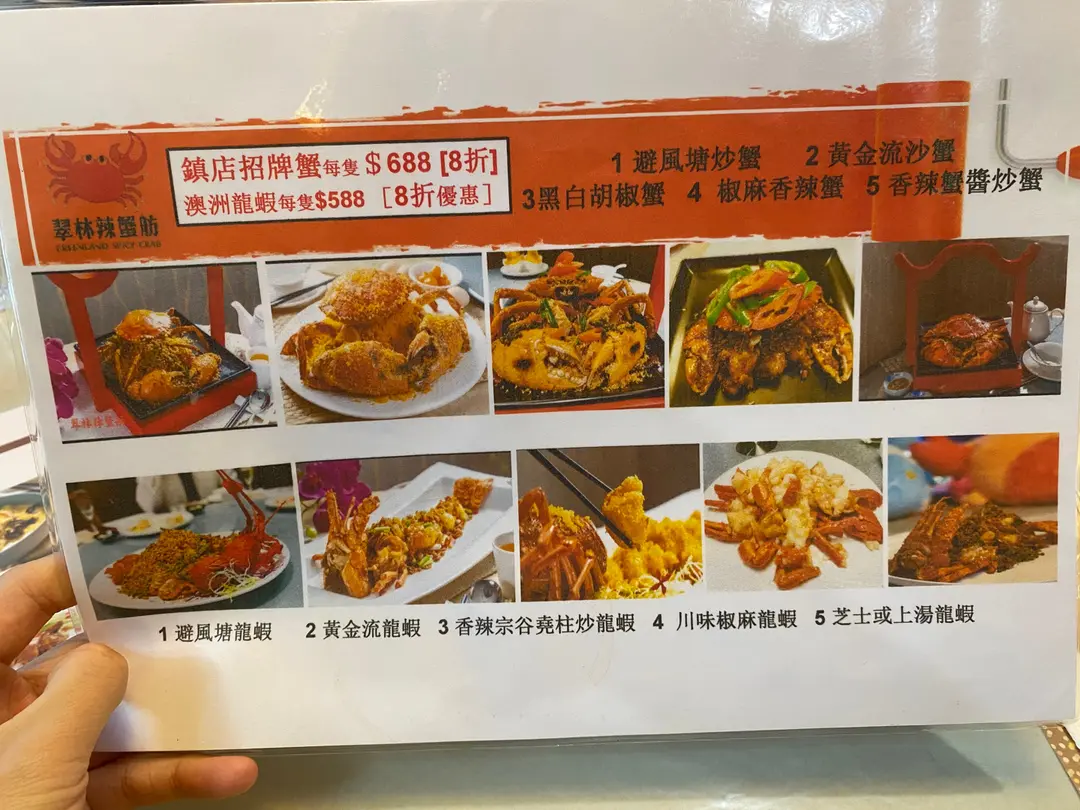 鎮店招牌蟹每隻$688 [8折]
澳洲龍蝦每隻$588 [8折優惠]
1 避風塘炒蟹 2 黃金流沙蟹
3黑白胡椒蟹 4 椒麻香辣蟹 5 香辣蟹醬炒蟹
翠林辣蟹舫
GREENLAND SPICY CRAB
1 避風塘龍蝦 2 黃金流龍蝦 3 香辣宗谷堯柱炒龍蝦 4 川味椒麻龍蝦 5 芝士或上湯龍蝦